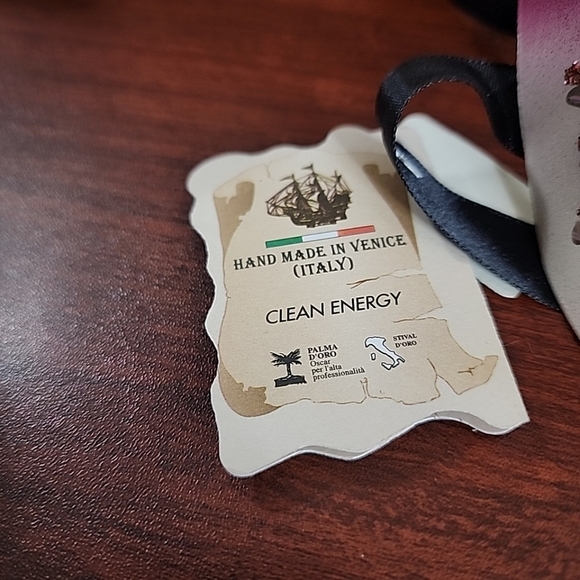 HAND MADE IN VENICE
(ITALY)
CLEAN ENERGY
PALMA
D'ORO
Oscar
per l'alta
professionalità
STIVAL
D'ORO